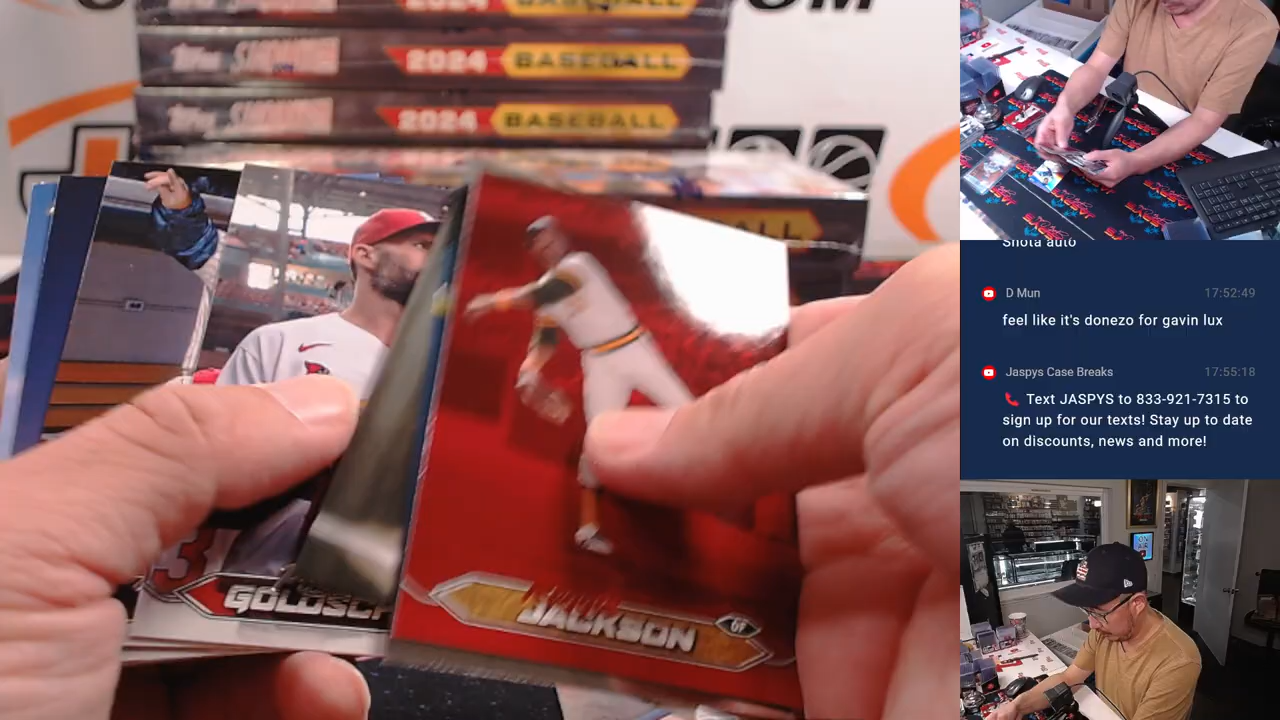 BASEBALL
2024 BASEBALL
2024 BASEBALL
GOLDSC
JACKSON
CF
Shota auto
D Mun 17:52:49
feel like it's donezo for gavin lux
Jaspys Case Breaks 17:55:18
Text JASPYS to 833-921-7315 to
sign up for our texts! Stay up to date
on discounts, news and more!